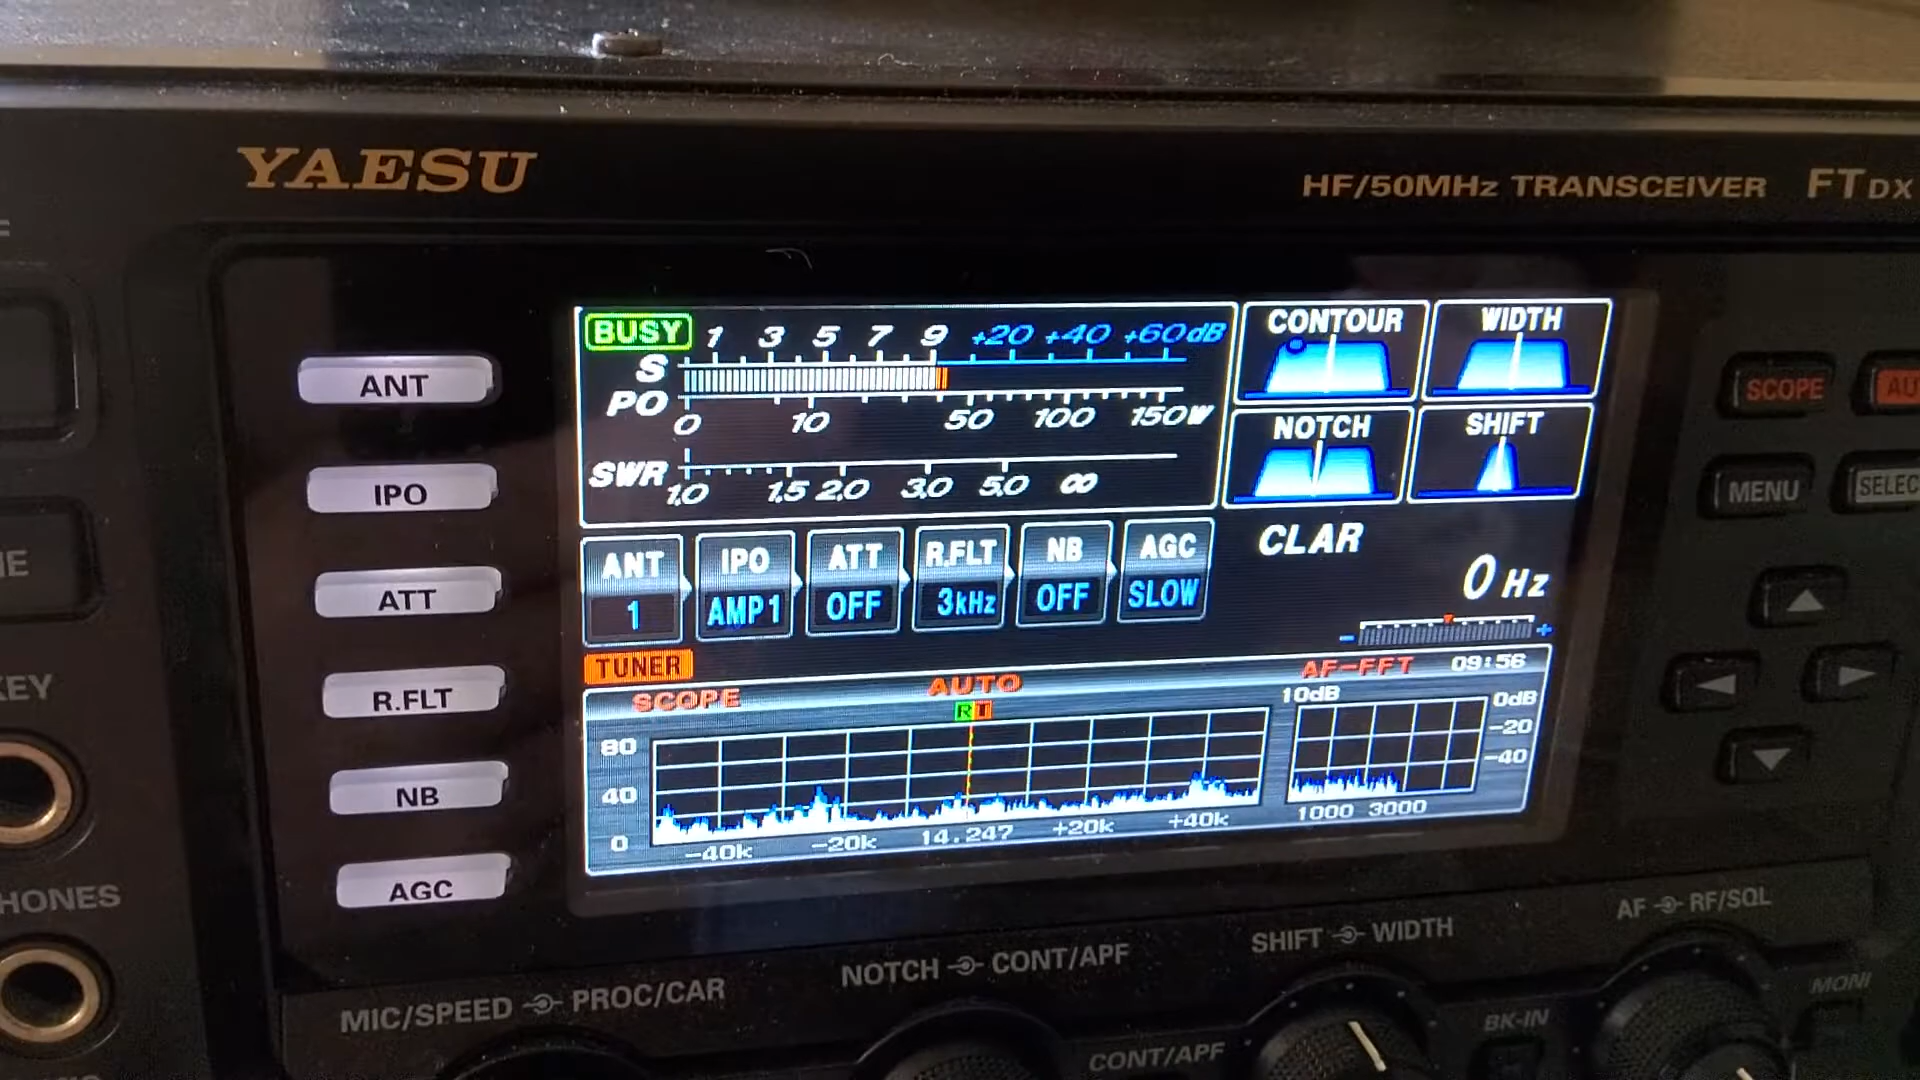 YAESU
HF/50MHz TRANSCEIVER FTDX
BUSY 1 3 5 7 9 +20 +40 +60dB
S
PO
0 10 50 100 150W
SWR
1.0 1.5 2.0 3.0 5.0 ∞
CONTOUR WIDTH
NOTCH SHIFT
ANT
IPO
ATT
R.FLT
NB
AGC
ANT IPO ATT R.FLT NB AGC
1 AMP1 OFF 3kHz OFF SLOW
CLAR
0 Hz
- +
TUNER
SCOPE AUTO AF-FFT 09:56
R T 10dB 0dB
80 -20
40 -40
0
-40k -20k 14.247 +20k +40k 1000 3000
SCOPE
MENU SELEC
KEY
HONES
MIC/SPEED PROC/CAR
NOTCH CONT/APF
SHIFT WIDTH
AF RF/SQL
CONT/APF
BK-IN
MONI